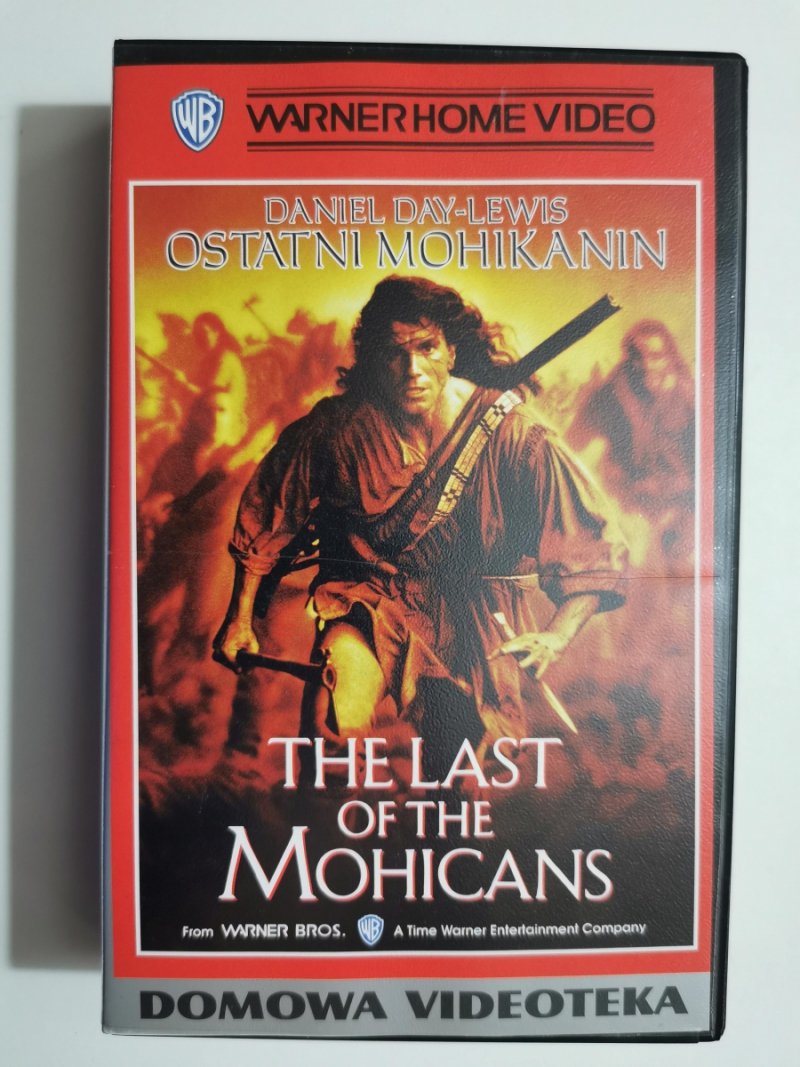 WB WARNER HOME VIDEO
DANIEL DAY-LEWIS
OSTATNI MOHIKANIN
THE LAST
OF THE
MOHICANS
From WARNER BROS. WB A Time Warner Entertainment Company
DOMOWA VIDEOTEKA